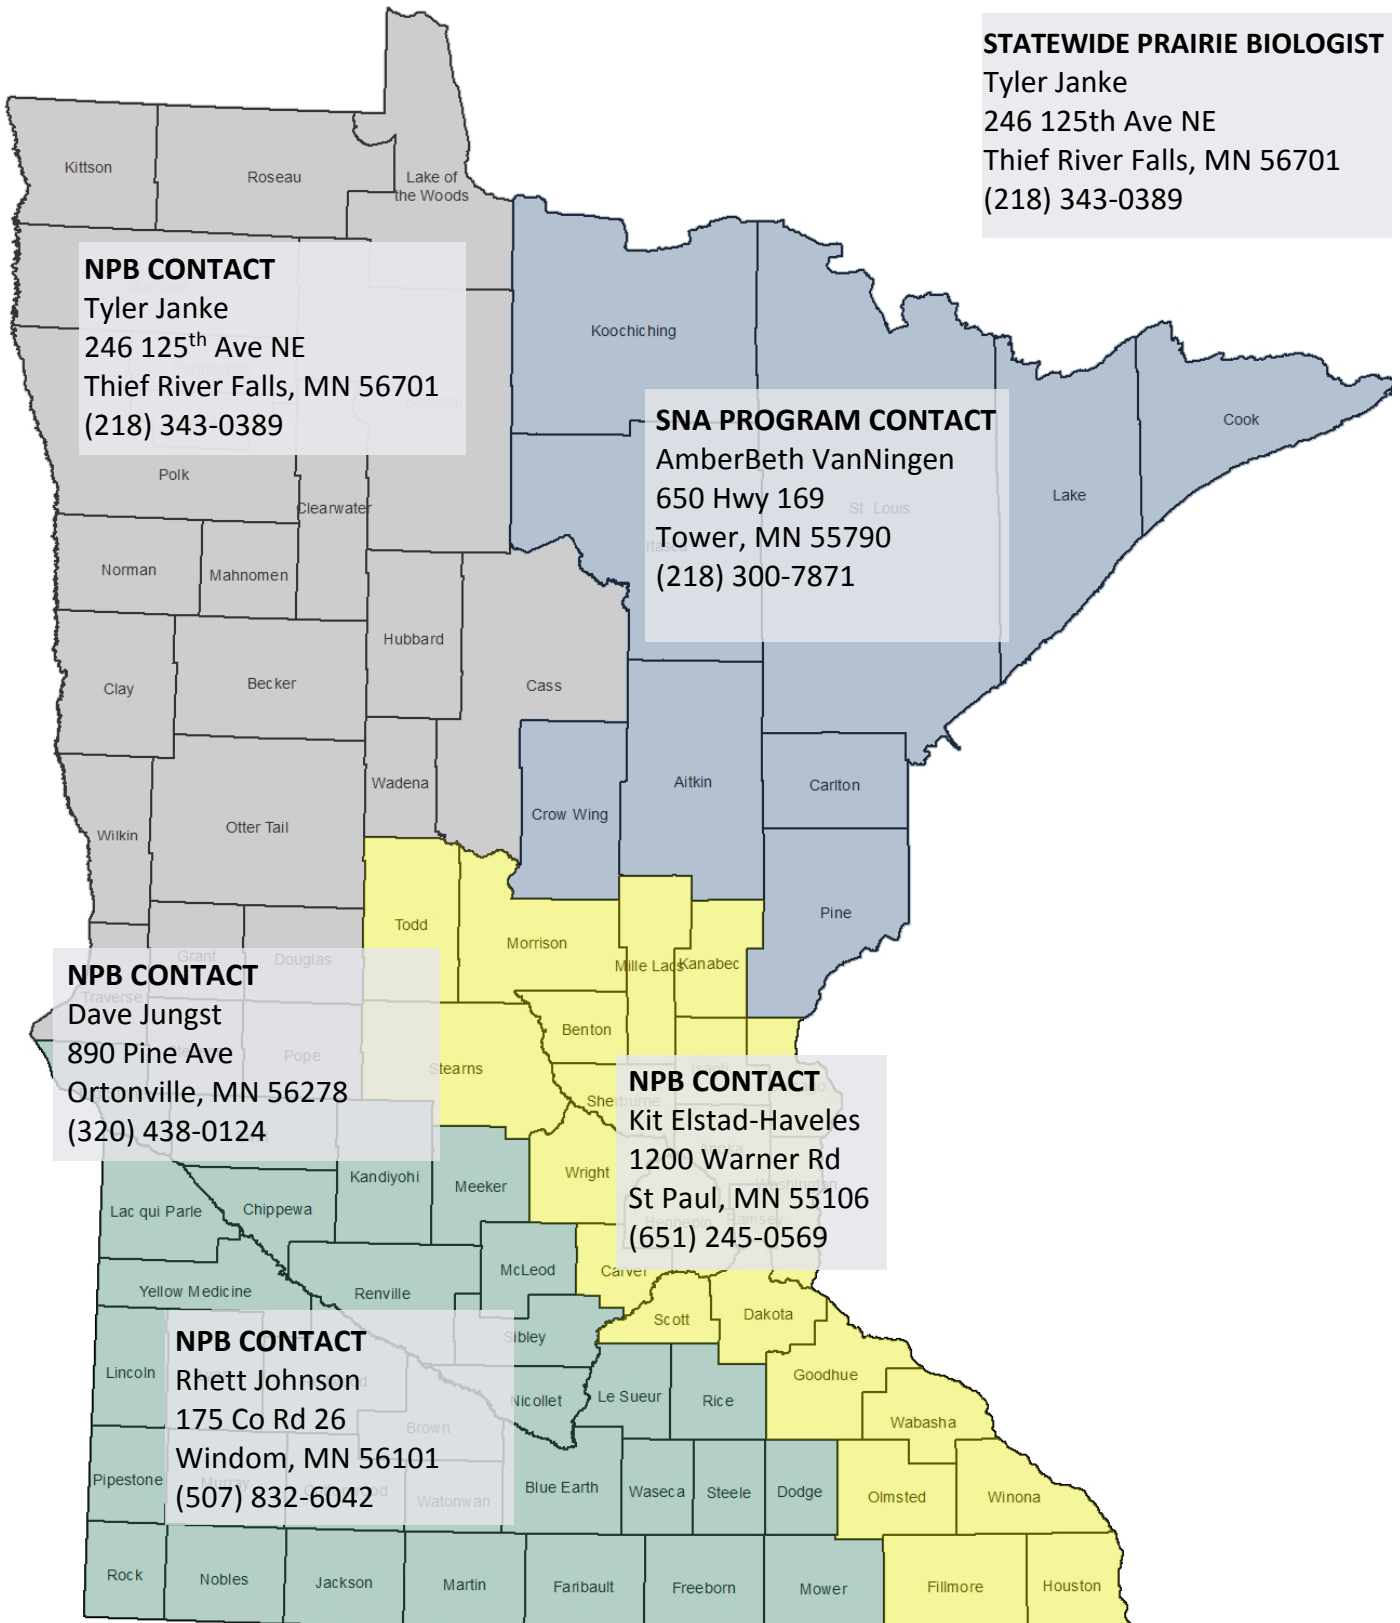 STATEWIDE PRAIRIE BIOLOGIST
Tyler Janke
246 125th Ave NE
Thief River Falls, MN 56701
(218) 343-0389
Kittson
Roseau
Lake of
the Woods
NPB CONTACT
Tyler Janke
246 125th Ave NE
Thief River Falls, MN 56701
(218) 343-0389
Koochiching
Cook
Lake
St. Louis
Itasca
SNA PROGRAM CONTACT
AmberBeth VanNingen
650 Hwy 169
Tower, MN 55790
(218) 300-7871
Polk
Clearwater
Norman
Mahnomen
Hubbard
Clay
Becker
Cass
Wadena
Aitkin
Carlton
Crow Wing
Wilkin
Otter Tail
Pine
Todd
Morrison
Mille Lacs
Kanabec
Grant
Douglas
Traverse
Pope
NPB CONTACT
Dave Jungst
890 Pine Ave
Ortonville, MN 56278
(320) 438-0124
Benton
Stearns
Sherburne
Isanti
NPB CONTACT
Kit Elstad-Haveles
1200 Warner Rd
St Paul, MN 55106
(651) 245-0569
Anoka
Washington
Hennepin
Ramsey
Wright
Kandiyohi
Meeker
Lac qui Parle
Chippewa
McLeod
Carver
Yellow Medicine
Renville
Scott
Dakota
Sibley
NPB CONTACT
Rhett Johnson
175 Co Rd 26
Windom, MN 56101
(507) 832-6042
Lincoln
Nicollet
Le Sueur
Rice
Goodhue
Brown
Wabasha
Pipestone
Murray
Watonwan
Blue Earth
Waseca
Steele
Dodge
Olmsted
Winona
Rock
Nobles
Jackson
Martin
Faribault
Freeborn
Mower
Fillmore
Houston